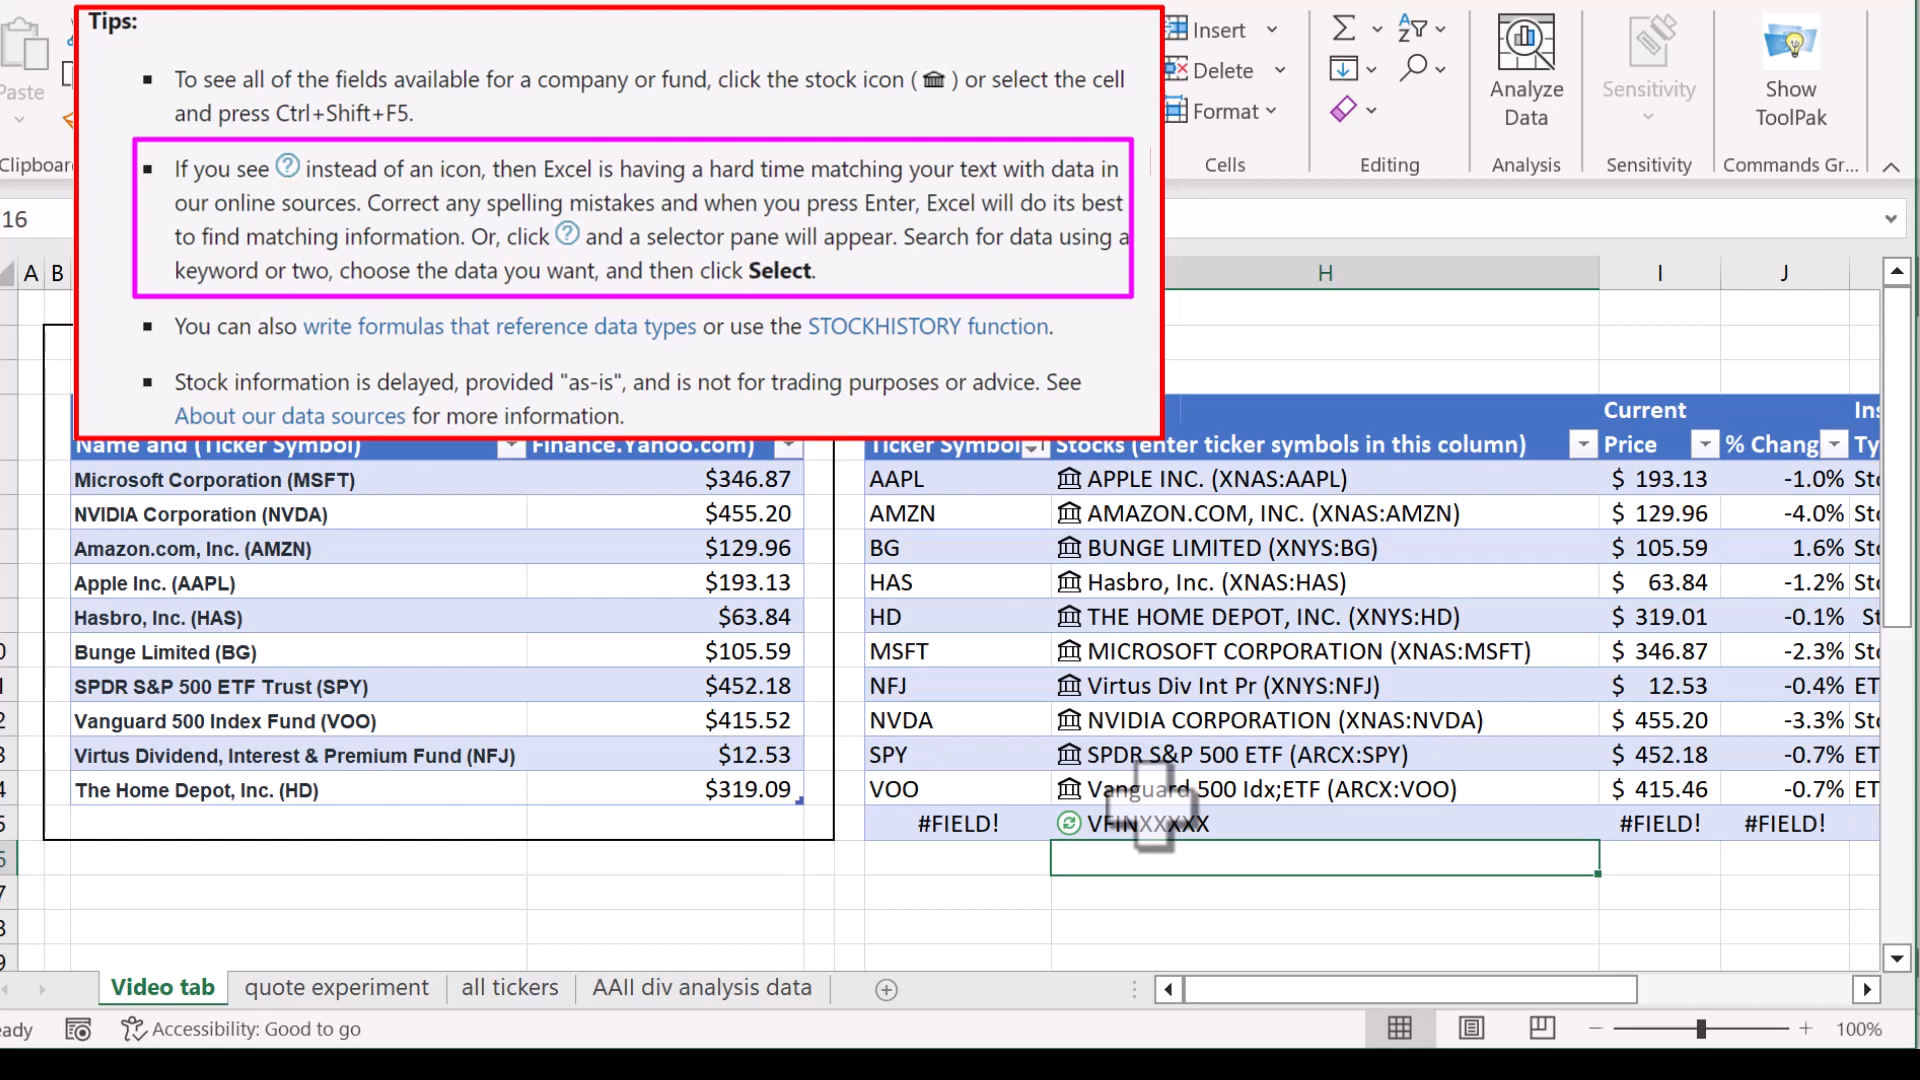 Tips:
▪ To see all of the fields available for a company or fund, click the stock icon ( ) or select the cell
and press Ctrl+Shift+F5.
▪ If you see ? instead of an icon, then Excel is having a hard time matching your text with data in
our online sources. Correct any spelling mistakes and when you press Enter, Excel will do its best
to find matching information. Or, click ? and a selector pane will appear. Search for data using a
keyword or two, choose the data you want, and then click Select.
▪ You can also write formulas that reference data types or use the STOCKHISTORY function.
▪ Stock information is delayed, provided "as-is", and is not for trading purposes or advice. See
About our data sources for more information.
Paste
Clipboard
Insert
Delete
Format
Cells
Editing
Analyze
Data
Analysis
Sensitivity
Sensitivity
Show
ToolPak
Commands Gr...
16
A B H I J
Name and (Ticker Symbol) Finance.Yahoo.com)
Microsoft Corporation (MSFT) $346.87
NVIDIA Corporation (NVDA) $455.20
Amazon.com, Inc. (AMZN) $129.96
Apple Inc. (AAPL) $193.13
Hasbro, Inc. (HAS) $63.84
Bunge Limited (BG) $105.59
SPDR S&P 500 ETF Trust (SPY) $452.18
Vanguard 500 Index Fund (VOO) $415.52
Virtus Dividend, Interest & Premium Fund (NFJ) $12.53
The Home Depot, Inc. (HD) $319.09
Current Ins
Ticker Symbol Stocks (enter ticker symbols in this column) Price % Chang Ty
AAPL APPLE INC. (XNAS:AAPL) $ 193.13 -1.0% Sto
AMZN AMAZON.COM, INC. (XNAS:AMZN) $ 129.96 -4.0% Sto
BG BUNGE LIMITED (XNYS:BG) $ 105.59 1.6% Sto
HAS Hasbro, Inc. (XNAS:HAS) $ 63.84 -1.2% Sto
HD THE HOME DEPOT, INC. (XNYS:HD) $ 319.01 -0.1% St
MSFT MICROSOFT CORPORATION (XNAS:MSFT) $ 346.87 -2.3% Sto
NFJ Virtus Div Int Pr (XNYS:NFJ) $ 12.53 -0.4% ET
NVDA NVIDIA CORPORATION (XNAS:NVDA) $ 455.20 -3.3% Sto
SPY SPDR S&P 500 ETF (ARCX:SPY) $ 452.18 -0.7% ET
VOO Vanguard 500 Idx;ETF (ARCX:VOO) $ 415.46 -0.7% ET
#FIELD! VFINXXXXX #FIELD! #FIELD!
Video tab quote experiment all tickers AAII div analysis data
eady Accessibility: Good to go 100%